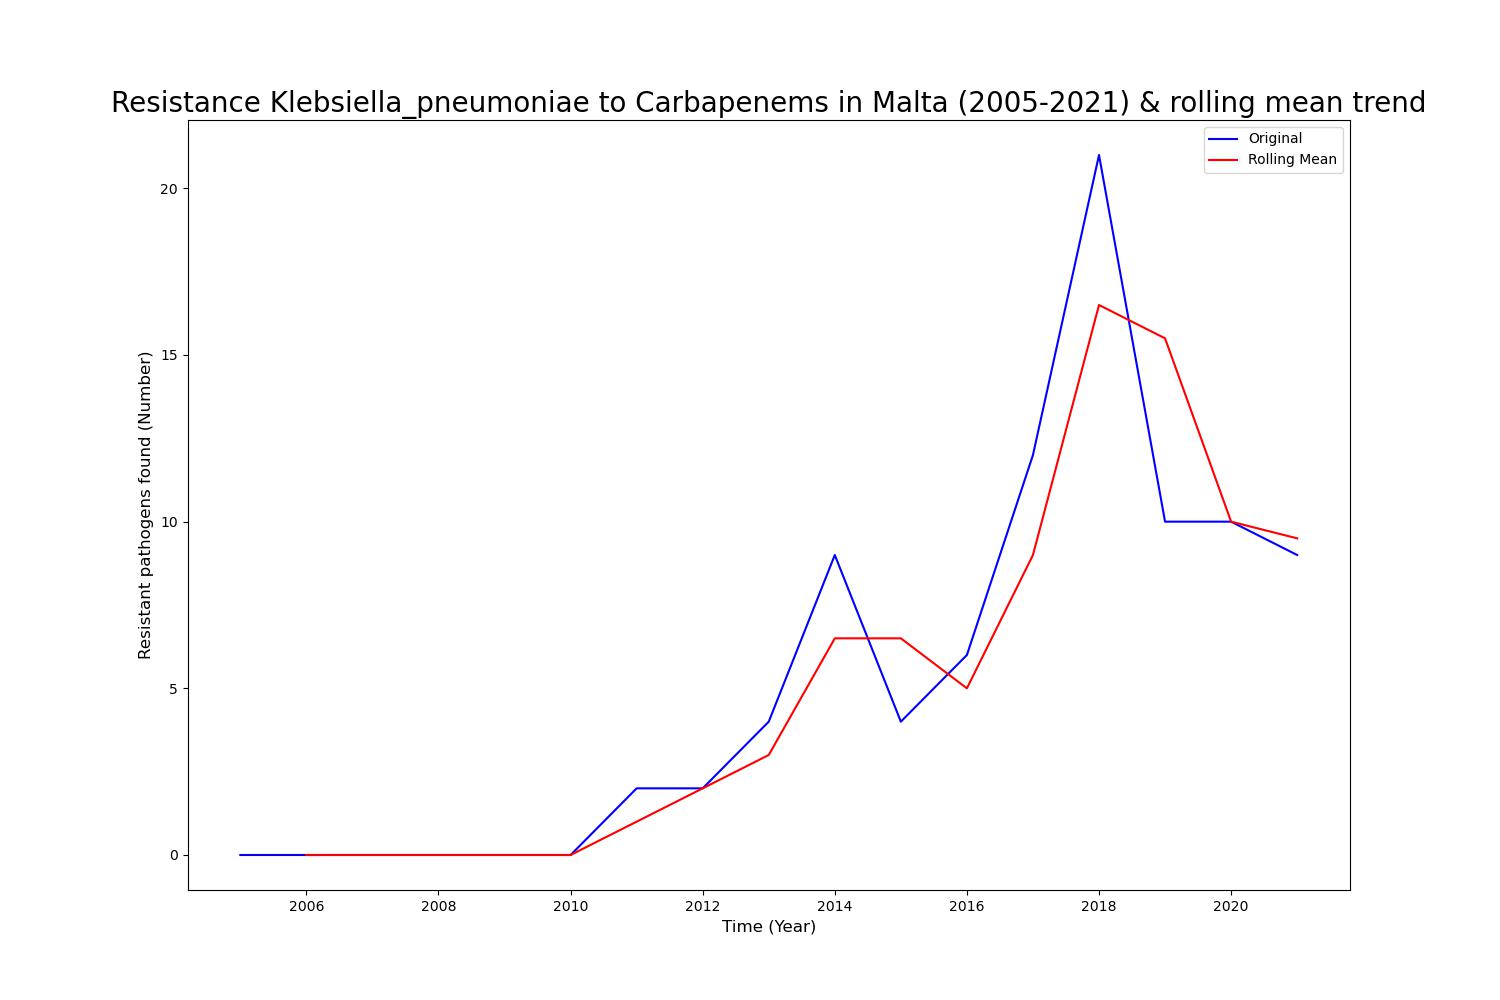 Resistance Klebsiella_pneumoniae to Carbapenems in Malta (2005-2021) & rolling mean trend
Original
Rolling Mean
Resistant pathogens found (Number)
20
15
10
5
0
2006 2008 2010 2012 2014 2016 2018 2020
Time (Year)